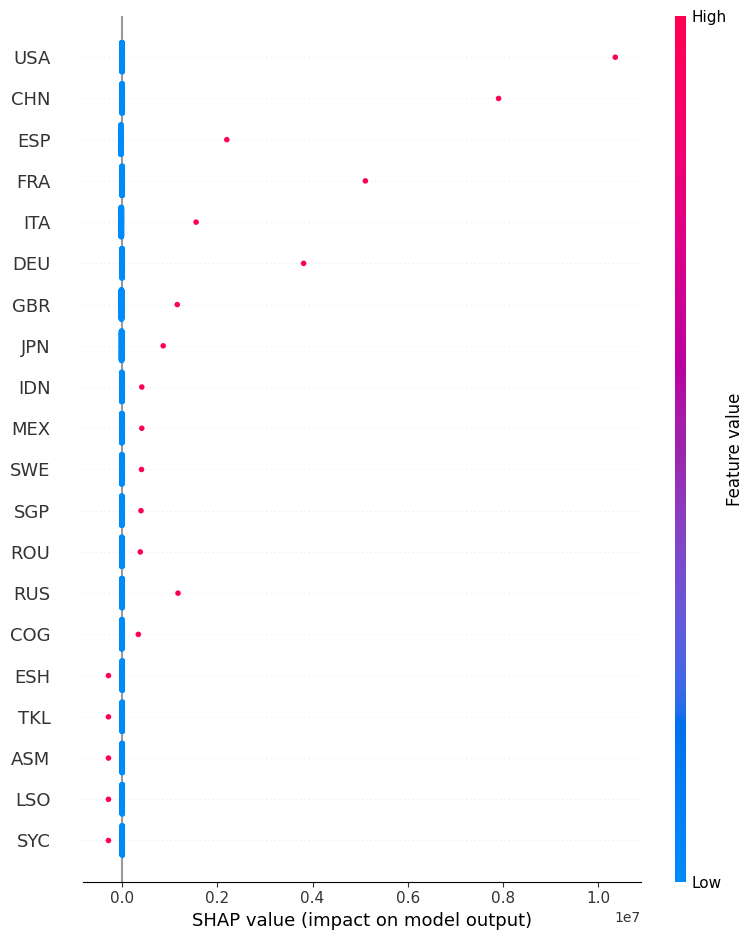 High
USA
CHN
ESP
FRA
ITA
DEU
GBR
JPN
IDN
MEX
SWE
SGP
ROU
RUS
COG
ESH
TKL
ASM
LSO
SYC
Feature value
Low
0.0 0.2 0.4 0.6 0.8 1.0
1e7
SHAP value (impact on model output)